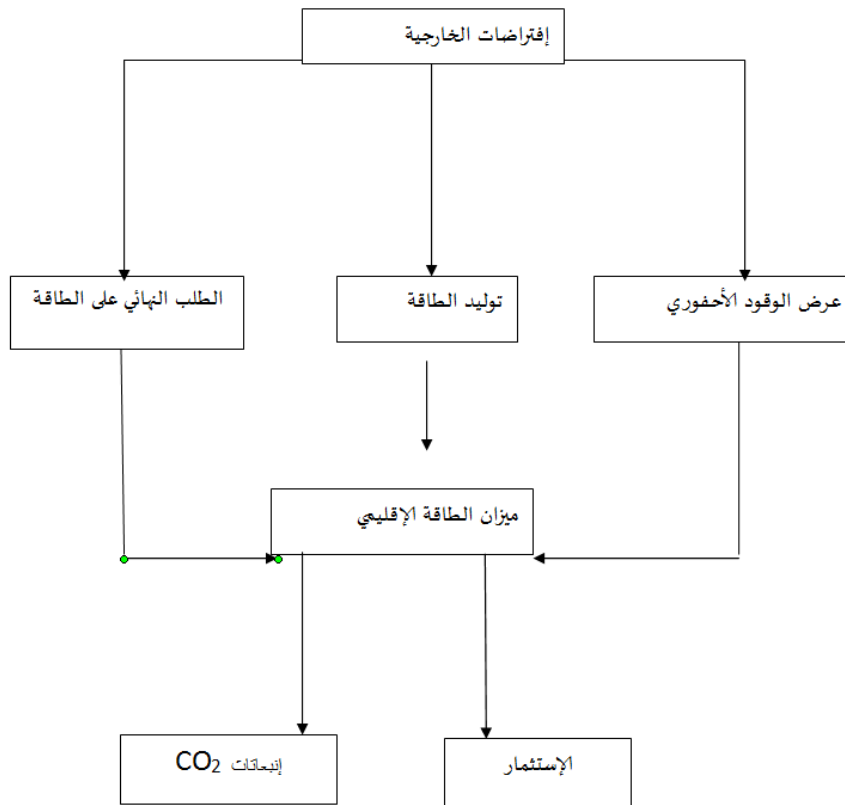 إفتراضات الخارجية
عرض الوقود الأحفوري
توليد الطاقة
الطلب النهائي على الطاقة
ميزان الطاقة الإقليمي
الإستثمار
إنبعاثات CO₂